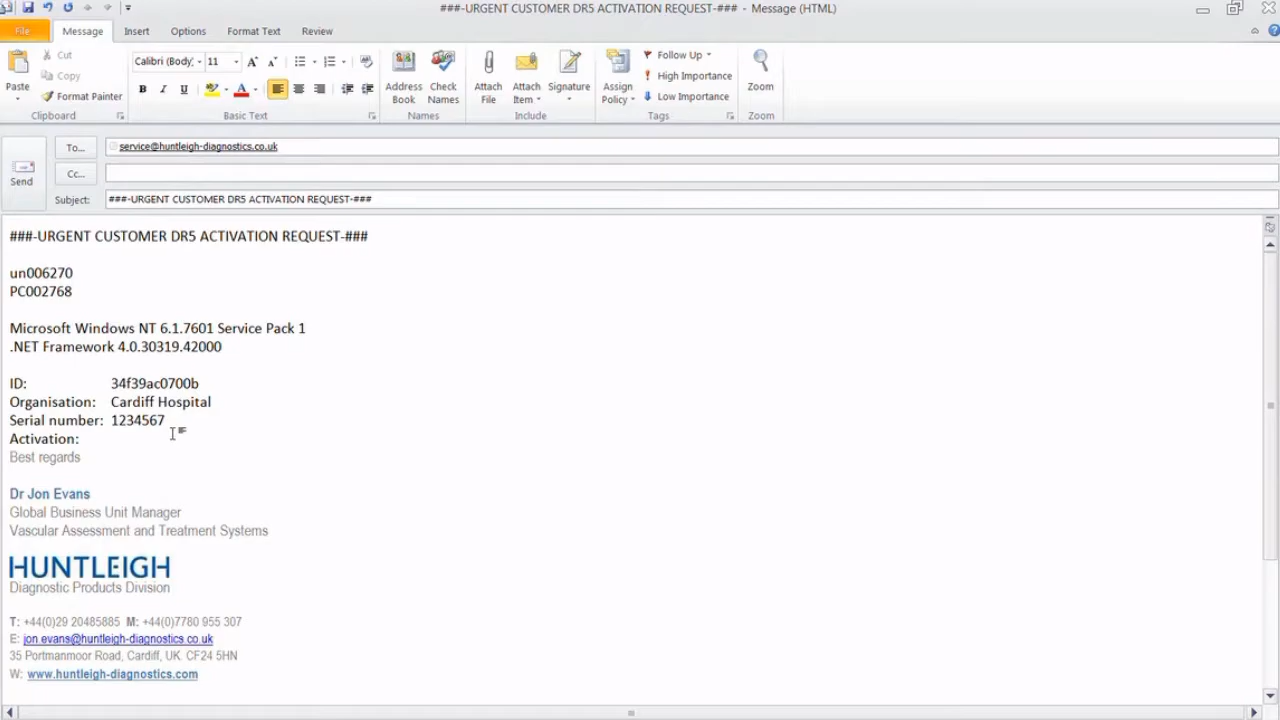 ###-URGENT CUSTOMER DR5 ACTIVATION REQUEST-### - Message (HTML)
File Message Insert Options Format Text Review
Paste
Cut
Copy
Format Painter
Clipboard
Calibri (Body) 11
B I U
Basic Text
Address Book
Check Names
Names
Attach File
Attach Item
Signature
Include
Assign Policy
Follow Up
High Importance
Low Importance
Tags
Zoom
Zoom
Send
To... service@huntleigh-diagnostics.co.uk
Cc...
Subject: ###-URGENT CUSTOMER DR5 ACTIVATION REQUEST-###
###-URGENT CUSTOMER DR5 ACTIVATION REQUEST-###
un006270
PC002768
Microsoft Windows NT 6.1.7601 Service Pack 1
.NET Framework 4.0.30319.42000
ID: 34f39ac0700b
Organisation: Cardiff Hospital
Serial number: 1234567
Activation:
Best regards
Dr Jon Evans
Global Business Unit Manager
Vascular Assessment and Treatment Systems
HUNTLEIGH
Diagnostic Products Division
T: +44(0)29 20485885 M: +44(0)7780 955 307
E: jon.evans@huntleigh-diagnostics.co.uk
35 Portmanmoor Road, Cardiff, UK. CF24 5HN
W: www.huntleigh-diagnostics.com